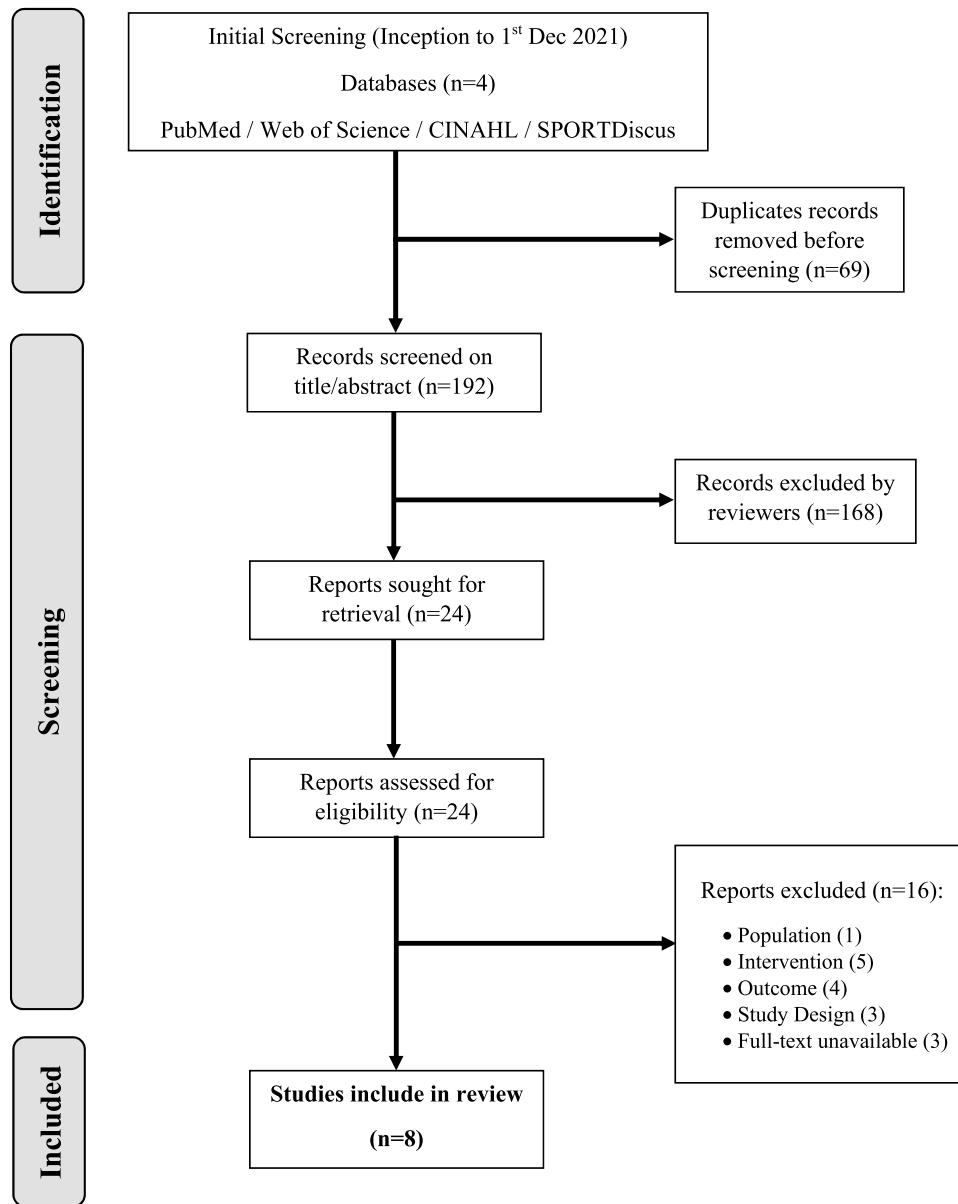 Identification
Initial Screening (Inception to 1st Dec 2021)
Databases (n=4)
PubMed / Web of Science / CINAHL / SPORTDiscus
Duplicates records
removed before
screening (n=69)
Screening
Records screened on
title/abstract (n=192)
Records excluded by
reviewers (n=168)
Reports sought for
retrieval (n=24)
Reports assessed for
eligibility (n=24)
Reports excluded (n=16):
• Population (1)
• Intervention (5)
• Outcome (4)
• Study Design (3)
• Full-text unavailable (3)
Included
Studies include in review
(n=8)